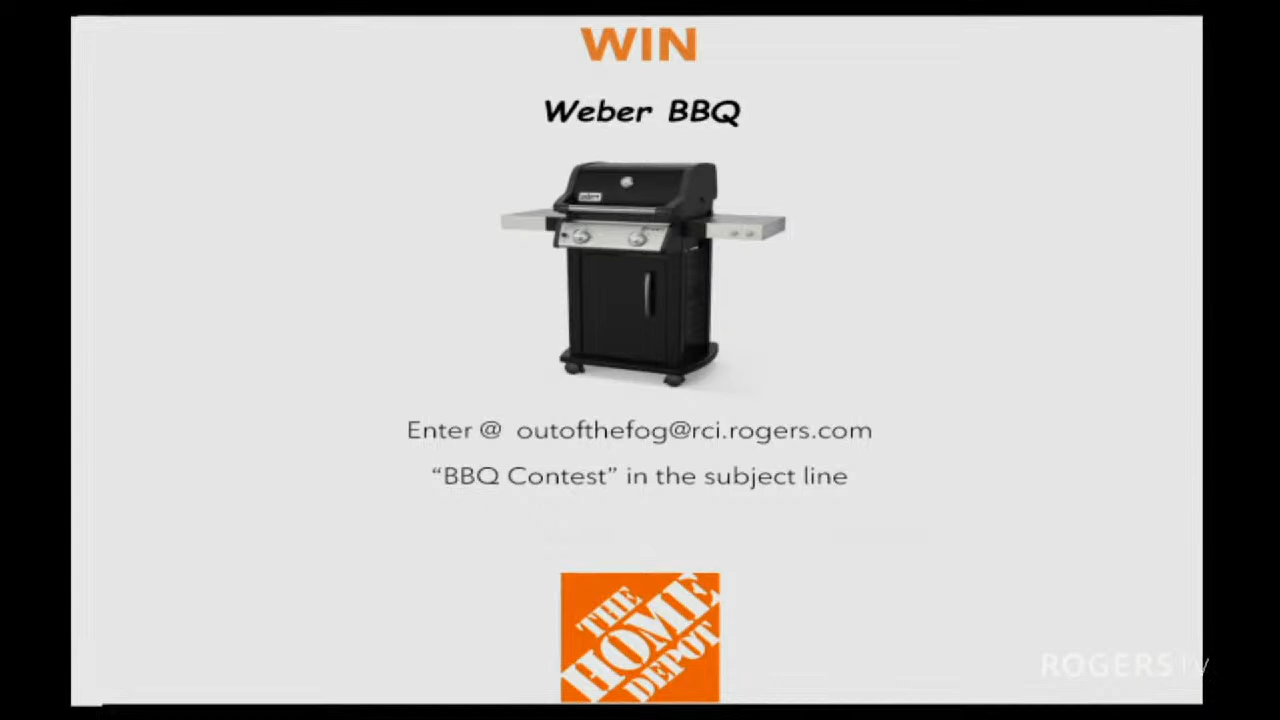 WIN
Weber BBQ
Enter @ outofthefog@rci.rogers.com
“BBQ Contest” in the subject line
THE
HOME
DEPOT
ROGERS TV